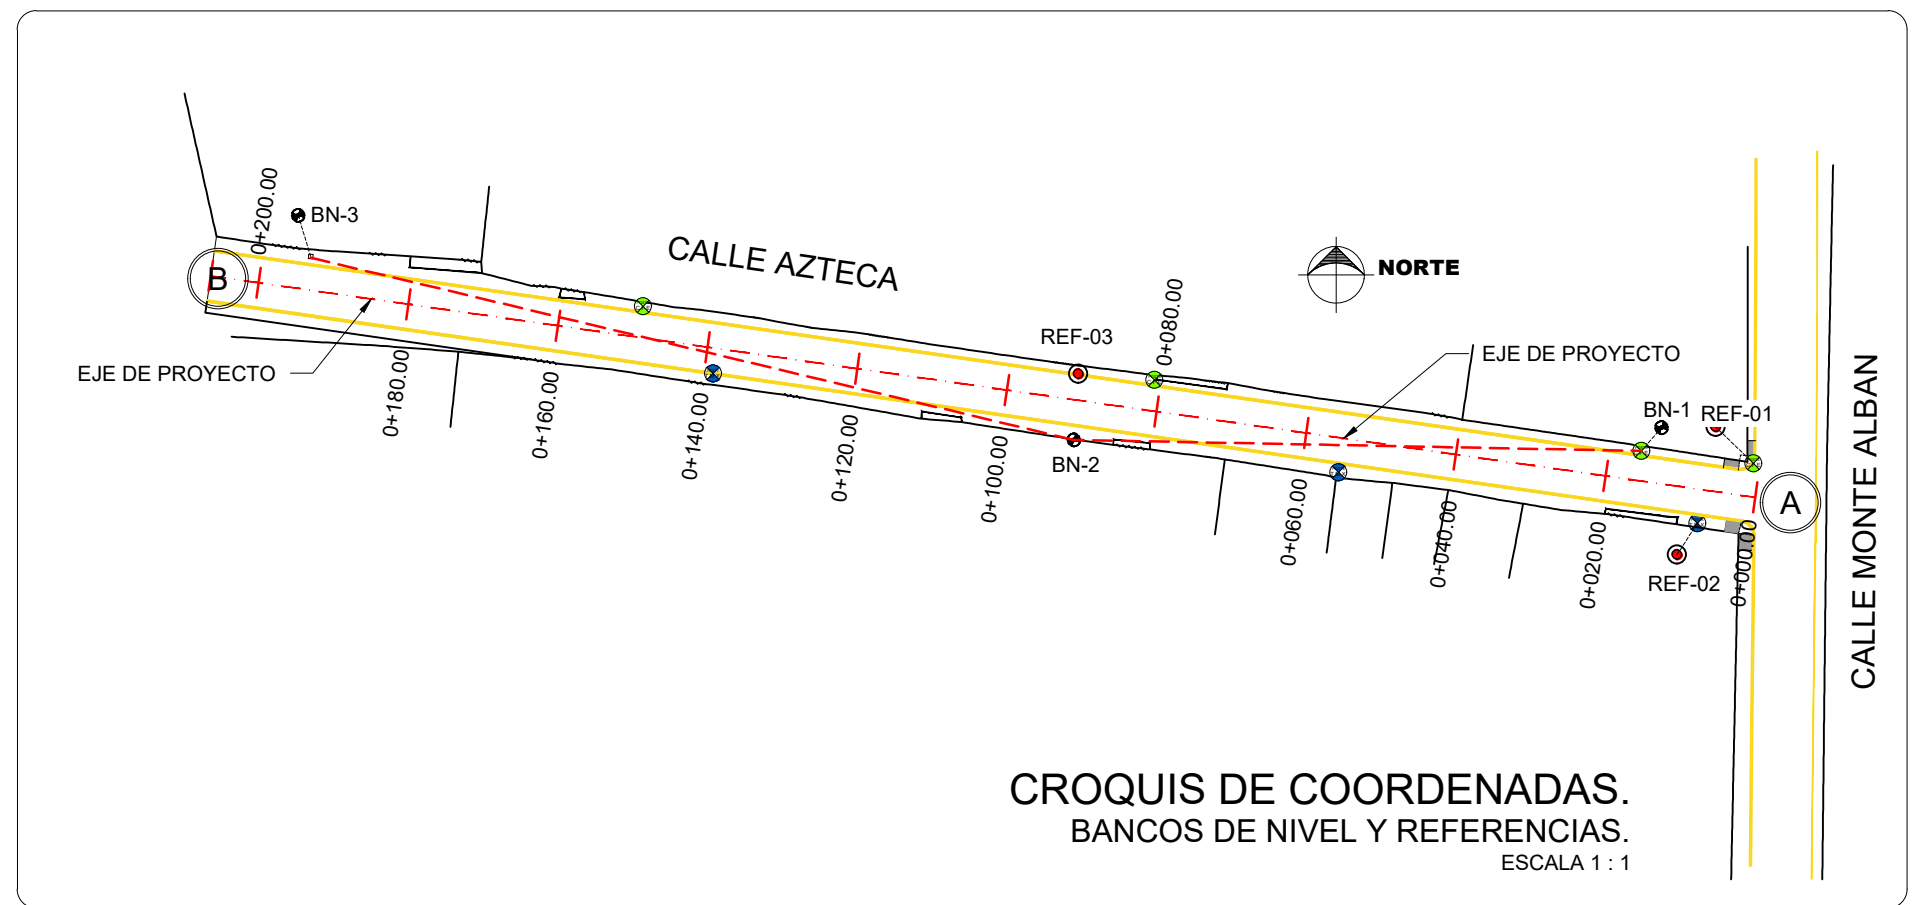 0+200.00
BN-3
CALLE AZTECA
NORTE
B
EJE DE PROYECTO
REF-03
0+080.00
EJE DE PROYECTO
BN-1
REF-01
0+180.00
0+160.00
0+140.00
0+120.00
0+100.00
BN-2
0+060.00
0+040.00
0+020.00
0+000.00
A
REF-02
CALLE MONTE ALBAN
CROQUIS DE COORDENADAS.
BANCOS DE NIVEL Y REFERENCIAS.
ESCALA 1 : 1